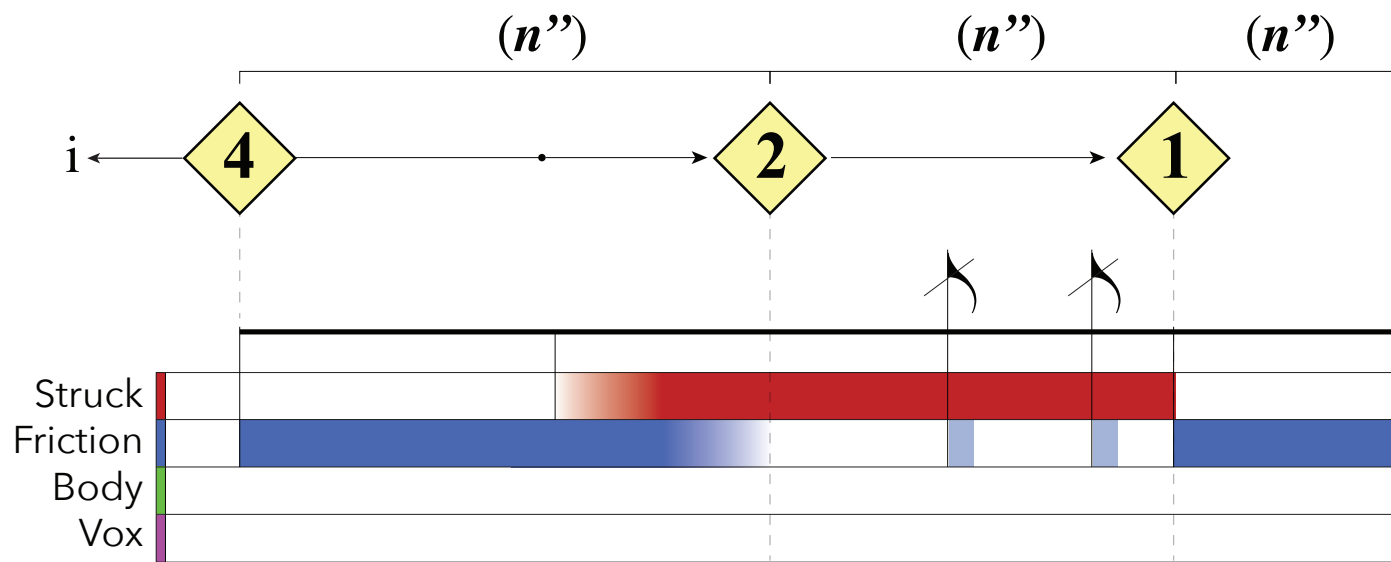 (n”) (n”) (n”)
i 4 2 1
Struck
Friction
Body
Vox